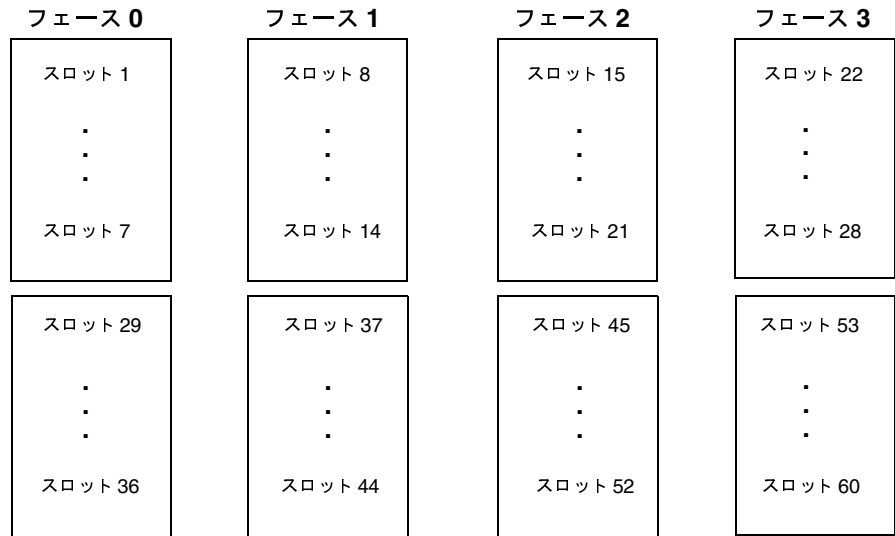 フェース 0 フェース 1 フェース 2 フェース 3
スロット 1 スロット 8 スロット 15 スロット 22
スロット 7 スロット 14 スロット 21 スロット 28
スロット 29 スロット 37 スロット 45 スロット 53
スロット 36 スロット 44 スロット 52 スロット 60